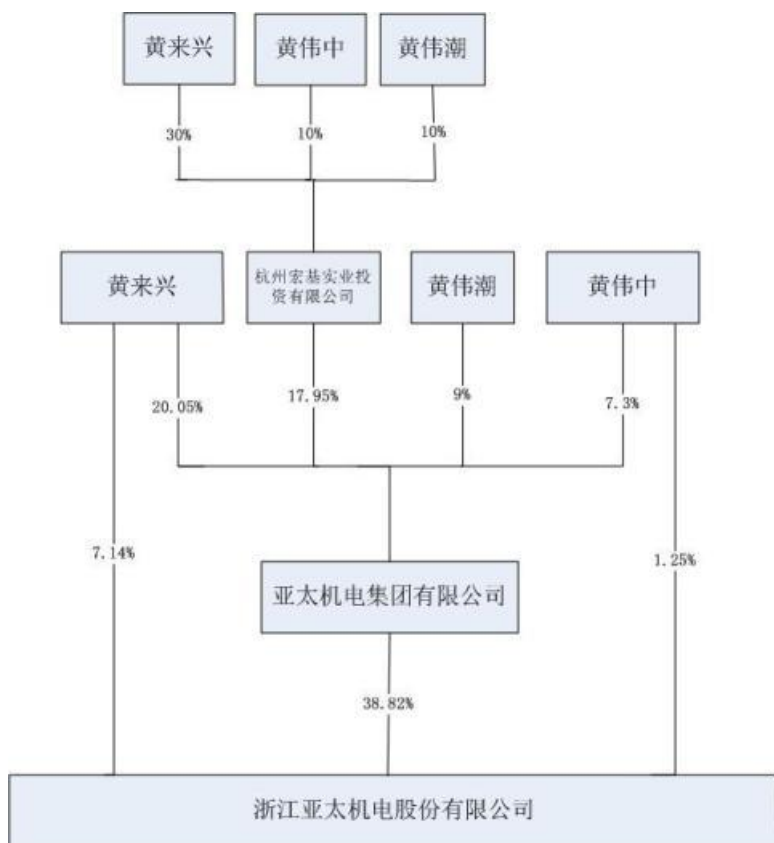 黄来兴
黄伟中
黄伟潮
30%
10%
10%
黄来兴
杭州宏基实业投
资有限公司
黄伟潮
黄伟中
20.05%
17.95%
9%
7.3%
7.14%
1.25%
亚太机电集团有限公司
38.82%
浙江亚太机电股份有限公司